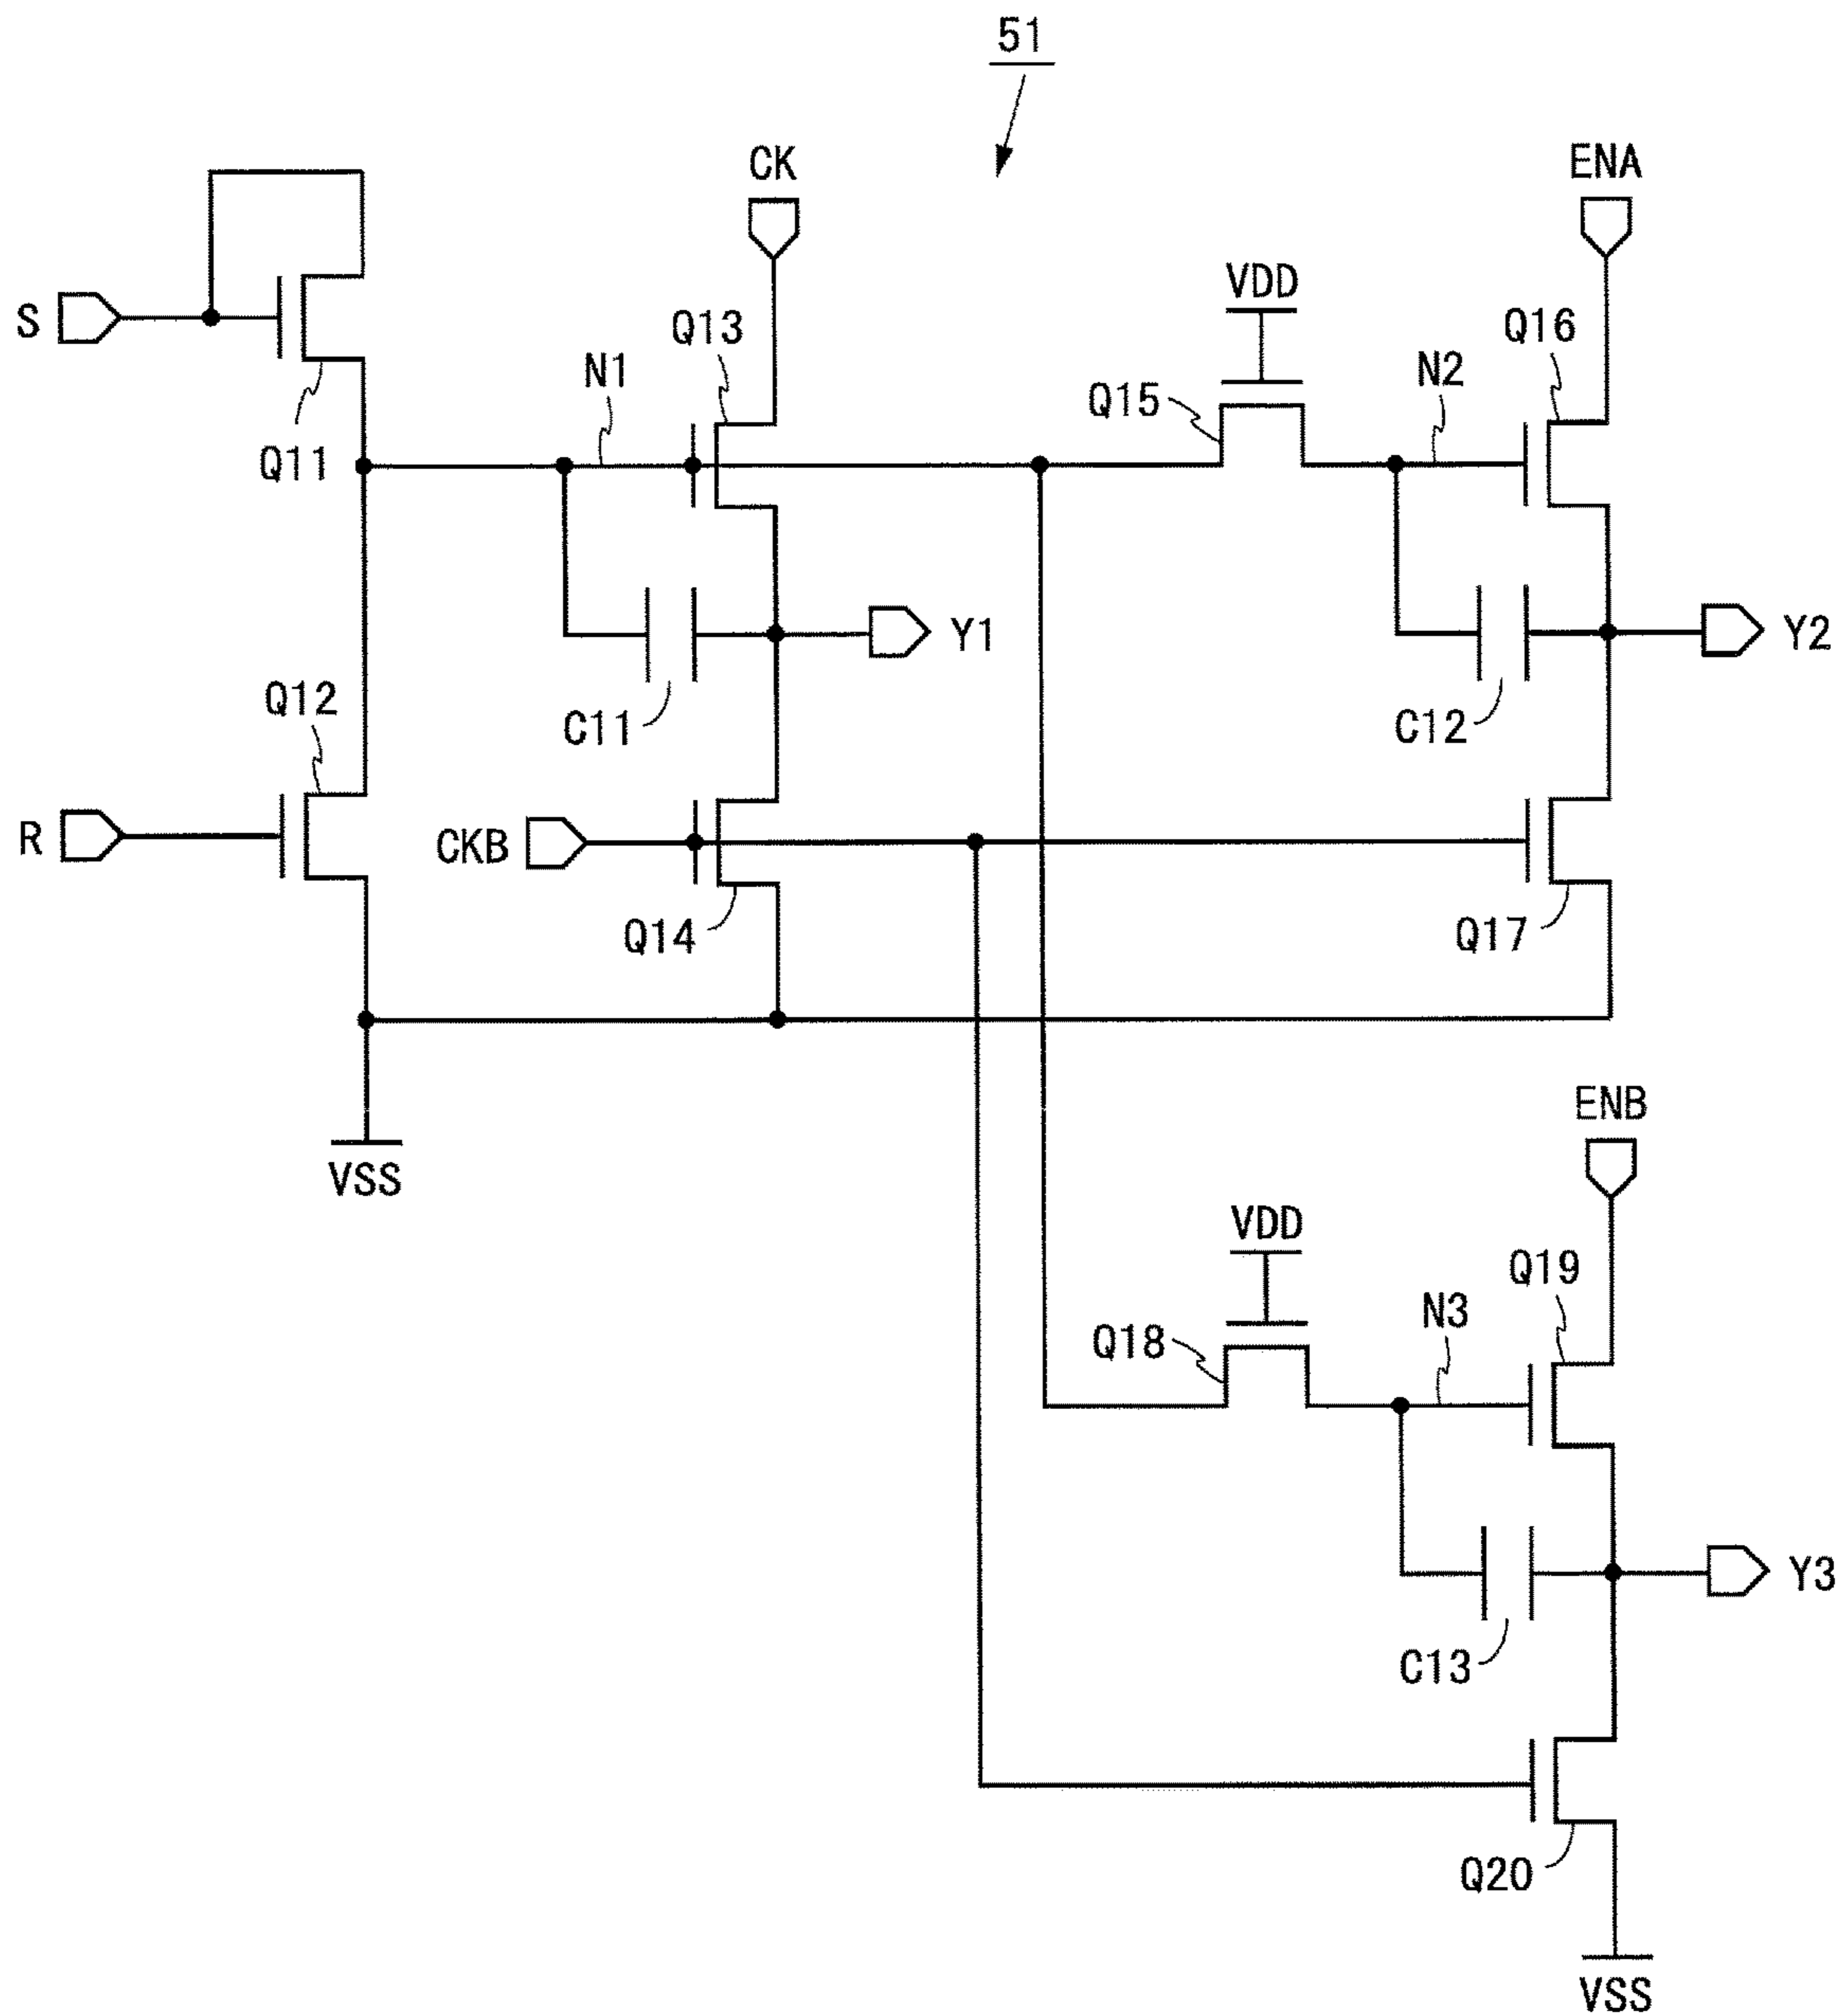 51
CK
ENA
VDD
S
Q13
Q16
N1
Q15
N2
Q11
Y1
Y2
Q12
C11
C12
R
CKB
Q14
Q17
ENB
VSS
VDD
Q19
Q18
N3
Y3
C13
Q20
VSS